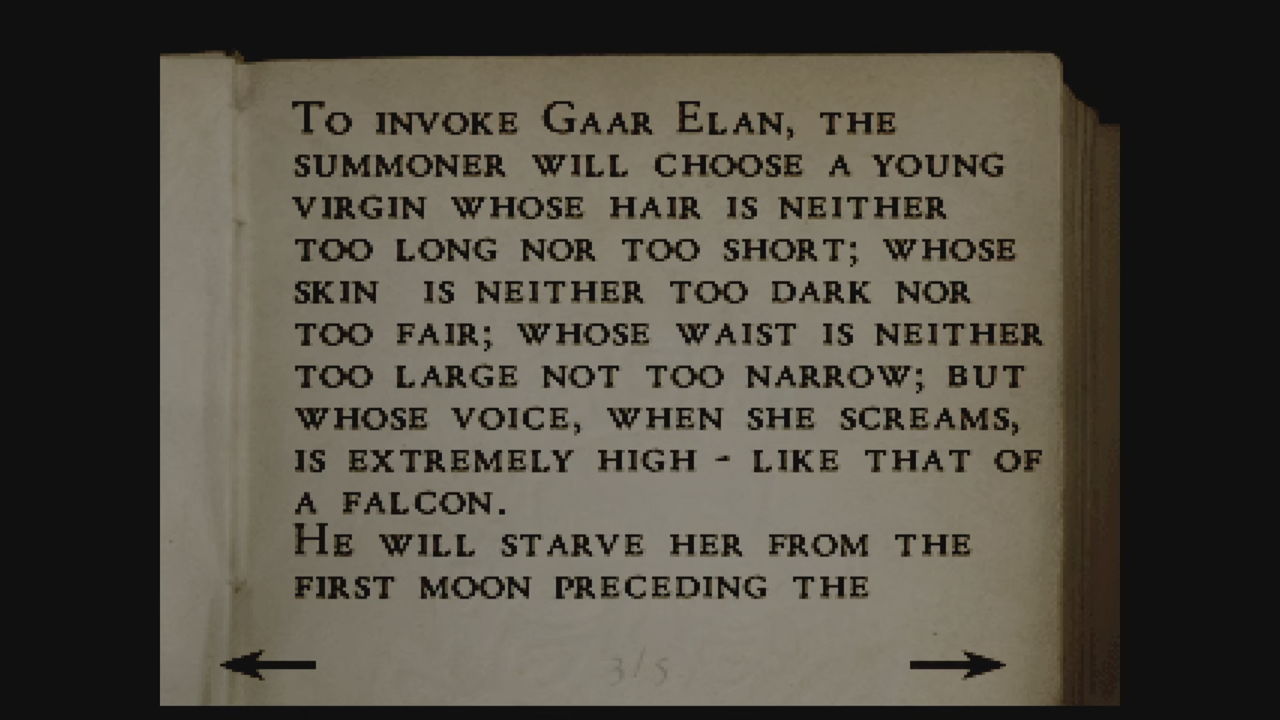 To invoke Gaar Elan, the
summoner will choose a young
virgin whose hair is neither
too long nor too short; whose
skin is neither too dark nor
too fair; whose waist is neither
too large not too narrow; but
whose voice, when she screams,
is extremely high - like that of
a falcon.
He will starve her from the
first moon preceding the
3/5